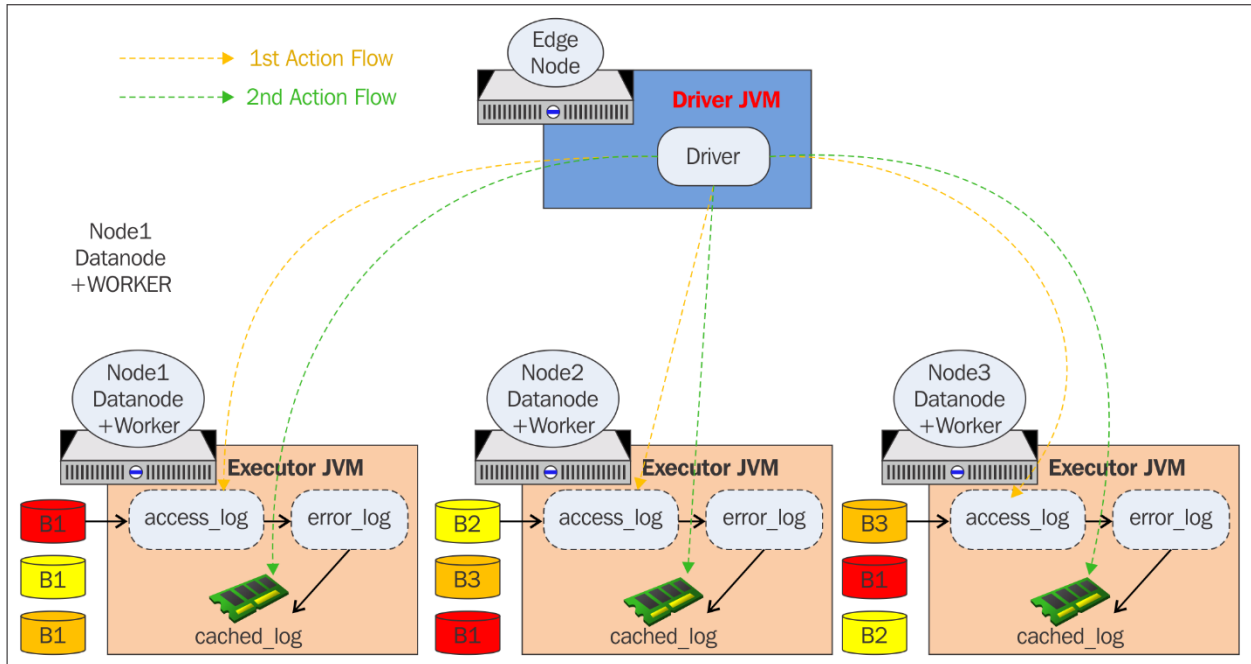 1st Action Flow
2nd Action Flow
Edge
Node
Driver JVM
Driver
Node1
Datanode
+WORKER
Node1
Datanode
+Worker
Node2
Datanode
+Worker
Node3
Datanode
+Worker
Executor JVM
Executor JVM
Executor JVM
B1
access_log
error_log
B2
access_log
error_log
B3
access_log
error_log
B1
B3
B1
B1
cached_log
B1
cached_log
B2
cached_log